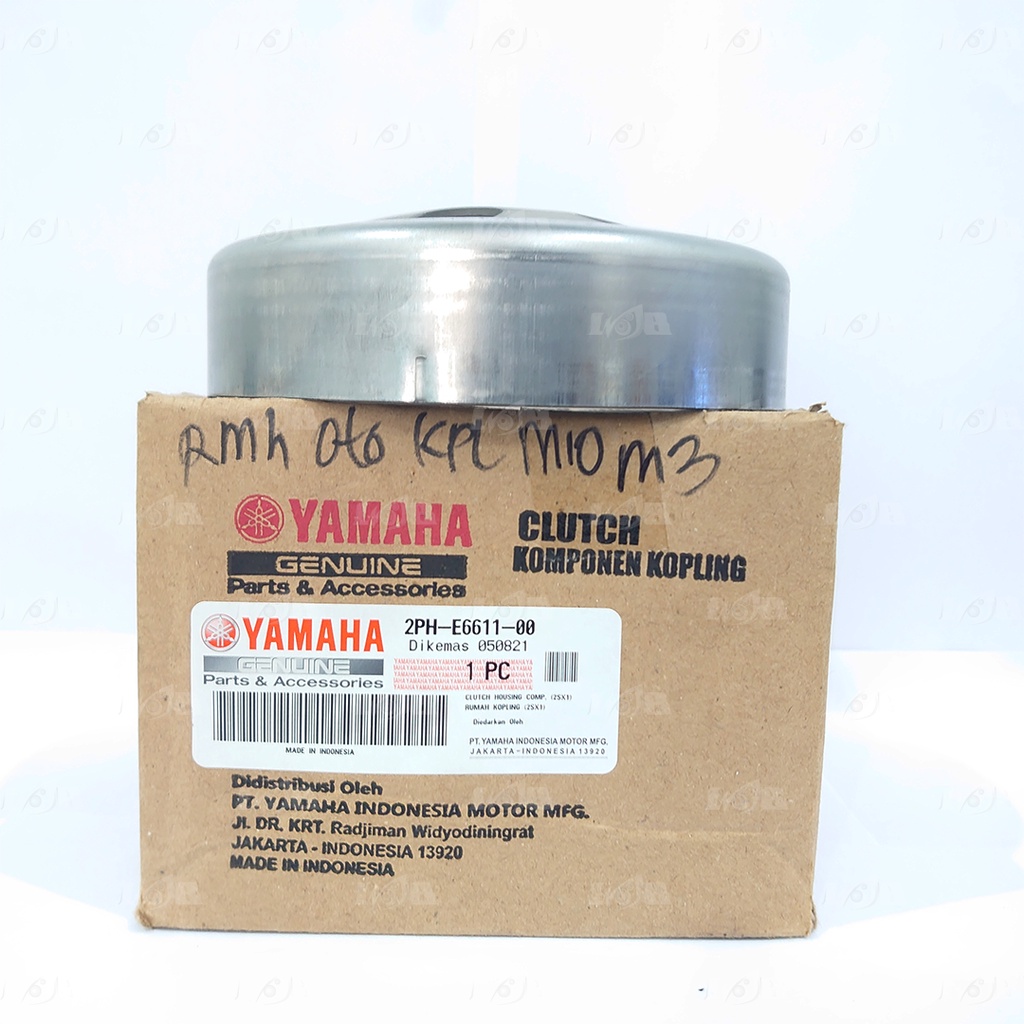 RMh Oto KPL MIO M3
YAMAHA
GENUINE
Parts & Accessories
CLUTCH
KOMPONEN KOPLING
YAMAHA
GENUINE
Parts & Accessories
MADE IN INDONESIA
2PH-E6611-00
Dikemas 050821
1 PC
CLUTCH HOUSING COMP. (2SX1)
RUMAH KOPLING (2SX1)
Diedarkan Oleh
PT. YAMAHA INDONESIA MOTOR MFG.
JAKARTA-INDONESIA 13920
Didistribusi Oleh
PT. YAMAHA INDONESIA MOTOR MFG.
Jl. DR. KRT. Radjiman Widyodiningrat
JAKARTA - INDONESIA 13920
MADE IN INDONESIA